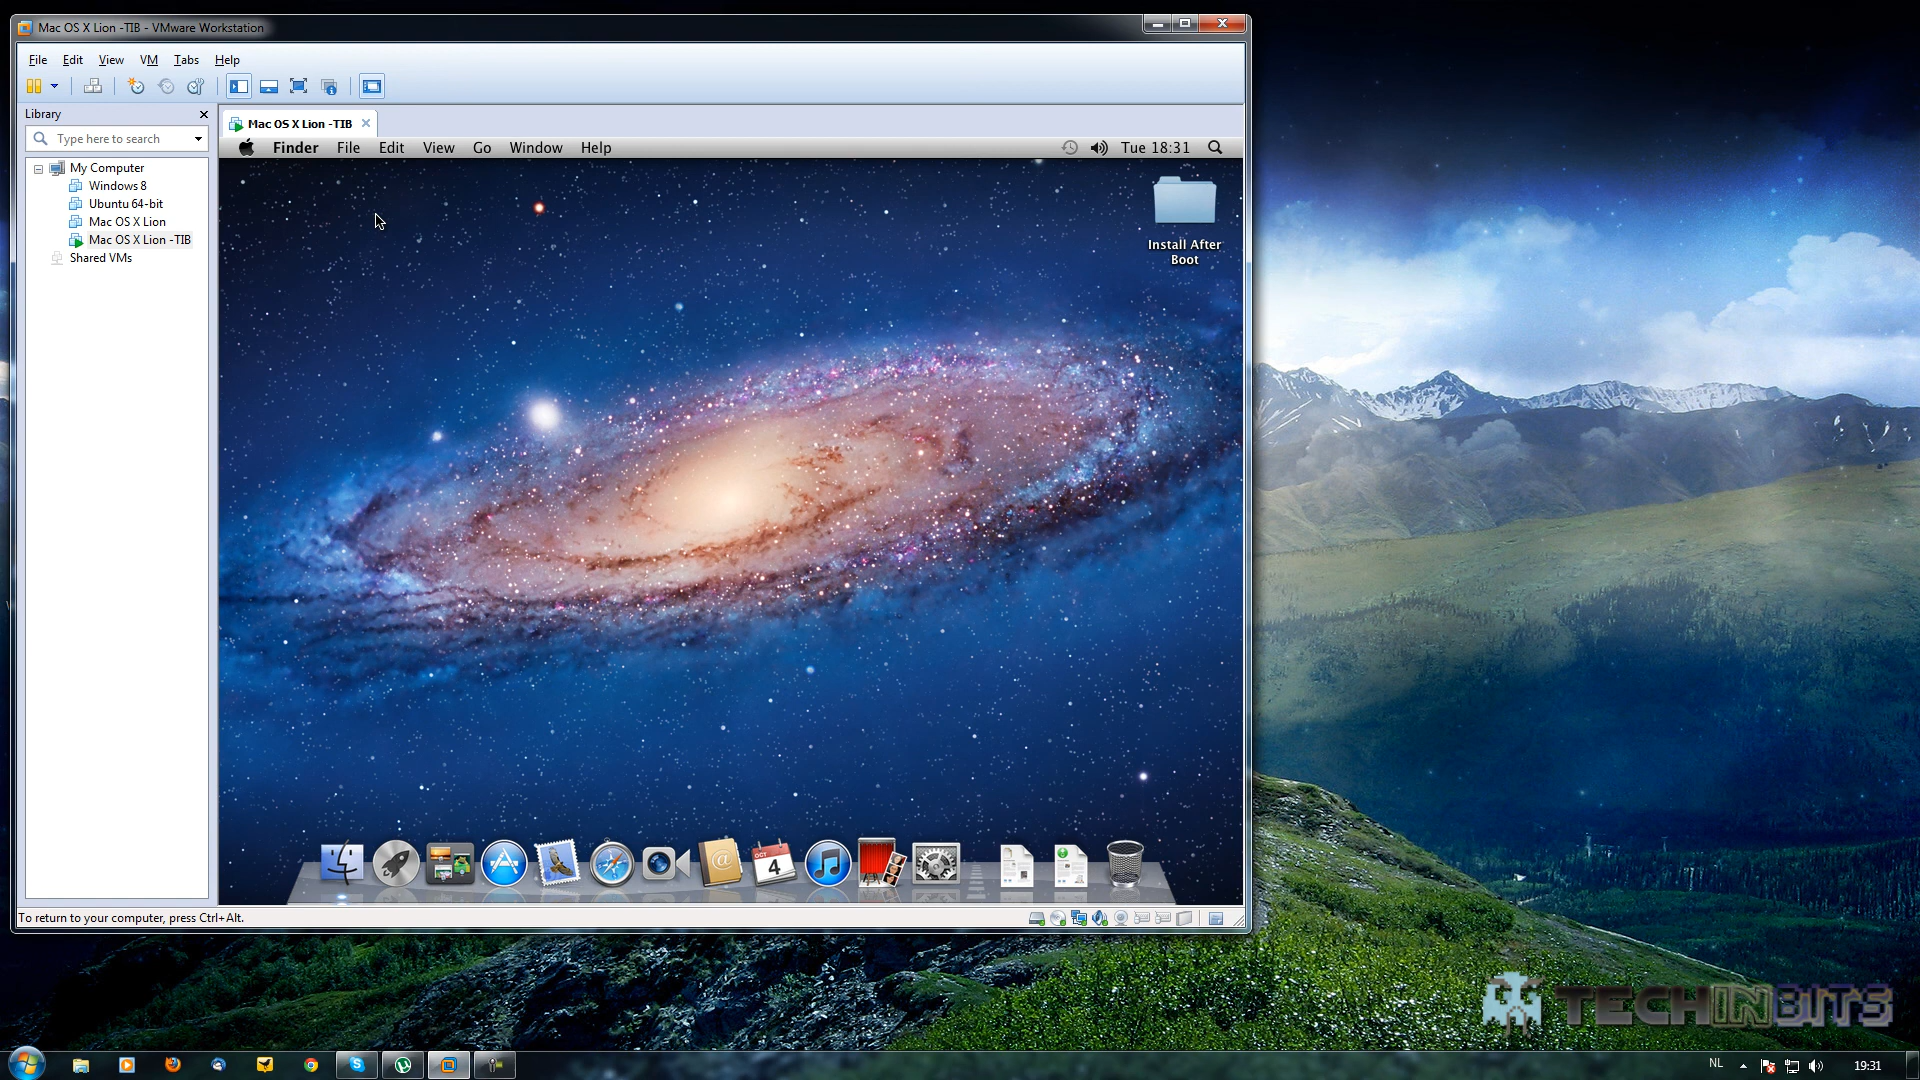 Mac OS X Lion -TIB - VMware Workstation
File Edit View VM Tabs Help
Library
Type here to search
My Computer
Windows 8
Ubuntu 64-bit
Mac OS X Lion
Mac OS X Lion -TIB
Shared VMs
Mac OS X Lion -TIB
Finder File Edit View Go Window Help
Tue 18:31
Install After
Boot
OCT
4
To return to your computer, press Ctrl+Alt.
TECHINBITS
NL
19:31